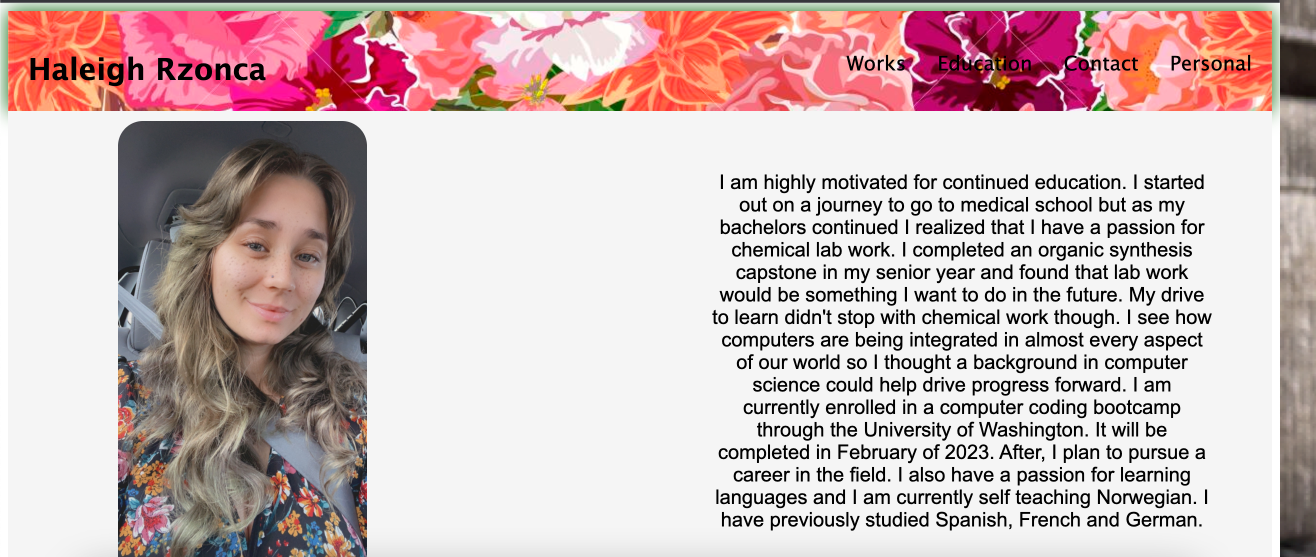 Haleigh Rzonca
Works Education Contact Personal
I am highly motivated for continued education. I started
out on a journey to go to medical school but as my
bachelors continued I realized that I have a passion for
chemical lab work. I completed an organic synthesis
capstone in my senior year and found that lab work
would be something I want to do in the future. My drive
to learn didn't stop with chemical work though. I see how
computers are being integrated in almost every aspect
of our world so I thought a background in computer
science could help drive progress forward. I am
currently enrolled in a computer coding bootcamp
through the University of Washington. It will be
completed in February of 2023. After, I plan to pursue a
career in the field. I also have a passion for learning
languages and I am currently self teaching Norwegian. I
have previously studied Spanish, French and German.